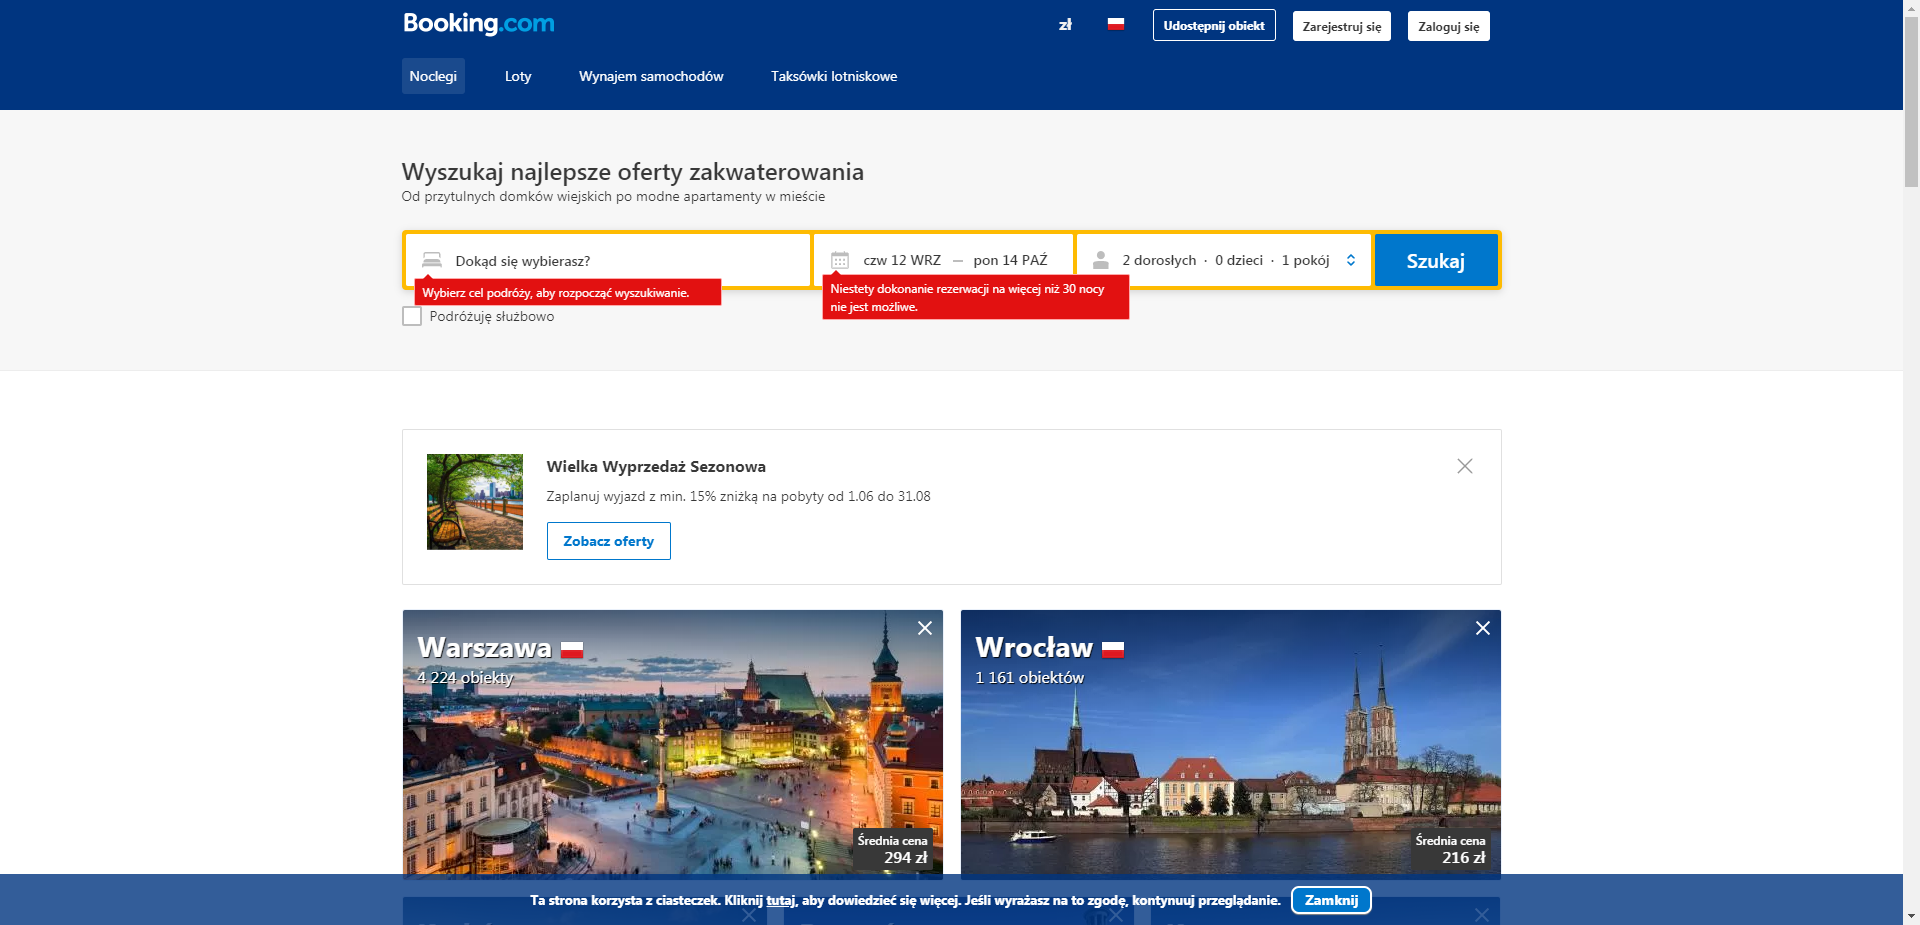 Booking.com
zł
Udostępnij obiekt
Zarejestruj się
Zaloguj się
Noclegi
Loty
Wynajem samochodów
Taksówki lotniskowe
Wyszukaj najlepsze oferty zakwaterowania
Od przytulnych domków wiejskich po modne apartamenty w mieście
Dokąd się wybierasz?
czw 12 WRZ — pon 14 PAŹ
2 dorosłych · 0 dzieci · 1 pokój
Szukaj
Wybierz cel podróży, aby rozpocząć wyszukiwanie.
Niestety dokonanie rezerwacji na więcej niż 30 nocy
nie jest możliwe.
Podróżuję służbowo
Wielka Wyprzedaż Sezonowa
Zaplanuj wyjazd z min. 15% zniżką na pobyty od 1.06 do 31.08
Zobacz oferty
Warszawa
4 224 obiekty
Średnia cena
294 zł
Wrocław
1 161 obiektów
Średnia cena
216 zł
Ta strona korzysta z ciasteczek. Kliknij tutaj, aby dowiedzieć się więcej. Jeśli wyrażasz na to zgodę, kontynuuj przeglądanie.
Zamknij